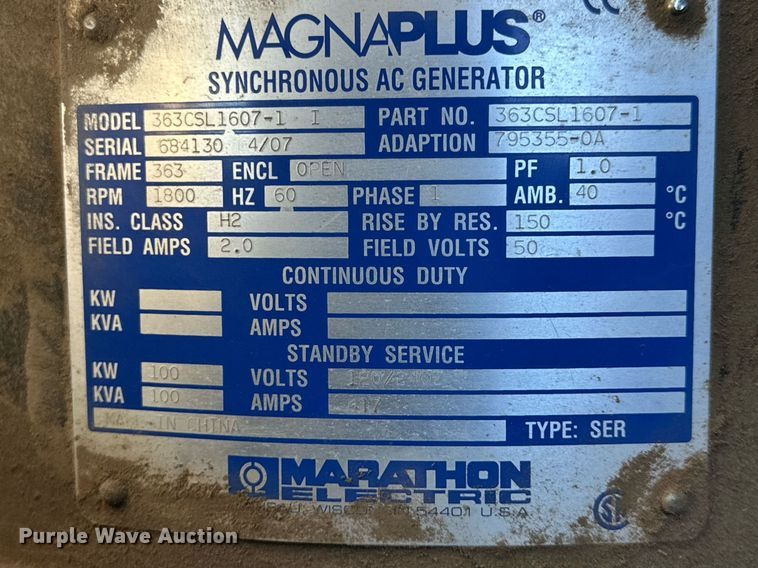 MAGNAPLUS®
SYNCHRONOUS AC GENERATOR
MODEL 363CSL1607-1 I PART NO. 363CSL1607-1
SERIAL 684130 4/07 ADAPTION 795355-0A
FRAME 363 ENCL OPEN PF 1.0
RPM 1800 HZ 60 PHASE 1 AMB. 40 °C
INS. CLASS H2 RISE BY RES. 150 °C
FIELD AMPS 2.0 FIELD VOLTS 50
CONTINUOUS DUTY
KW VOLTS
KVA AMPS
STANDBY SERVICE
KW 100 VOLTS
KVA 100 AMPS 417
IN CHINA TYPE: SER
MARATHON
ELECTRIC
54401 U.S.A
Purple Wave Auction